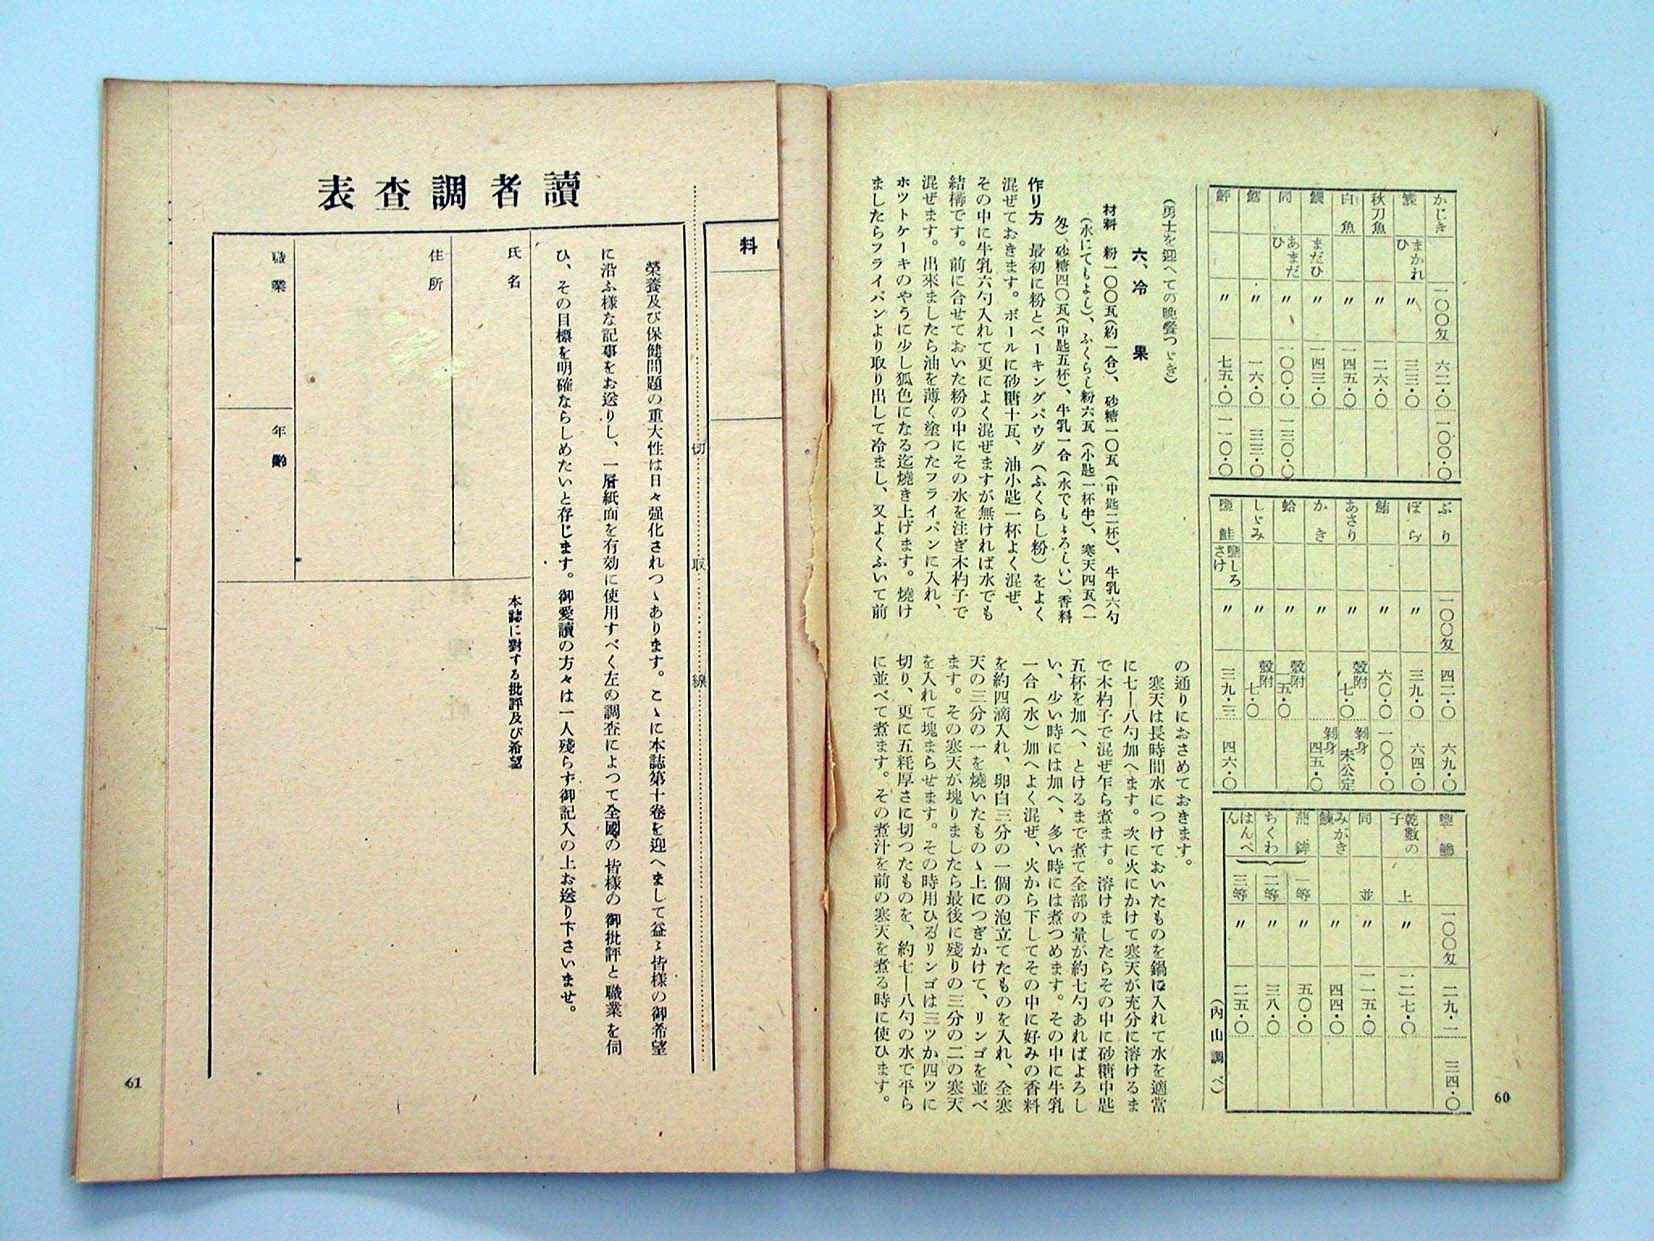 かじき 一〇〇匁 六二・〇 一〇〇・〇
鰈 まかれひ 〃 三三・〇
秋刀魚 〃 二六・〇
白魚 〃 一四五・〇
鯛 まだひ 〃 一四三・〇
同 あまだひ 〃 一〇〇・〇 一三〇・〇
〃 一六・〇 三三・〇
〃 七五・〇 一一〇・〇
ぶり 一〇〇匁 四二・〇 六九・〇
ぼら 〃 三九・〇 六四・〇
鮪 〃 六〇・〇 一〇〇・〇
あさり 〃 殼附 七・〇 剝身 未公定
かき 〃 剝身 四五・〇
蛤 〃 殼附 一五・〇
しゞみ 〃 殼附 七・〇
鹽鮭 鹽しろさけ 〃 三九・三 四六・〇
一〇〇匁 二九・一 三四・〇
乾數の子 上 〃 一二七・〇
同 並 〃 一一五・〇
みがき鰊 〃 四四・〇
蒲鉾 一等 〃 五〇・〇
ちくわ 二等 〃 三八・〇
はんぺん 三等 〃 二五・〇
(內山調べ)
60
(勇士を迎へての晩餐つゞき)
六、冷果
材料 粉一〇〇瓦(約一合)、砂糖一〇瓦(中匙二杯)、牛乳六勺
(水にてもよし)、ふくらし粉六瓦(小匙一杯半)、寒天四瓦(一
匁)、砂糖四〇瓦(中匙五杯)、牛乳一合(水でもよろしい)、香料
作り方 最初に粉とベーキングパウダ(ふくらし粉)をよく
混ぜておきます。ボールに砂糖十瓦、油小匙一杯よく混ぜ、
その中に牛乳六勺入れて更によく混ぜますが無ければ水でも
結構です。前に合せておいた粉の中にその水を注ぎ木杓子で
混ぜます。出來ましたら油を薄く塗つたフライパンに入れ、
ホツトケーキのやうに少し狐色になる迄燒き上げます。燒け
ましたらフライパンより取り出して冷まし、又よくふいて前
の通りにおさめておきます。
寒天は長時間水につけておいたものを鍋に入れて水を適當
に七―八勺加へます。次に火にかけて寒天が充分に溶けるま
で木杓子で混ぜ乍ら煮ます。溶けましたらその中に砂糖中匙
五杯を加へ、とけるまで煮て全部の量が約七勺あればよろし
い、少い時には加へ、多い時には煮つめます。その中に牛乳
一合(水)加へよく混ぜ、火から下してその中に好みの香料
を約四滴入れ、卵白三分の一個の泡立てたものを入れ、全寒
天の三分の一を燒いたものゝ上につぎかけて、リンゴを並べ
ます。その寒天が塊りましたら最後に殘りの三分の二の寒天
を入れて塊まらせます。その時用ひるリンゴは三ツか四ツに
切り、更に五粍厚さに切つたものを、約七―八勺の水で平ら
に並べて煮ます。その煮汁を前の寒天を煮る時に使ひます。
料
切取線
讀者調査表
榮養及び保健問題の重大性は日々强化されつゝあります。こゝに本誌第十卷を迎へまして益々皆樣の御希望
に沿ふ樣な記事をお送りし、一層紙面を有効に使用すべく左の調査によつて全國の皆樣の御批評と職業を伺
ひ、その目標を明確ならしめたいと存じます。御愛讀の方々は一人殘らず御記入の上お送り下さいませ。
氏名
住所
職業
年齡
本誌に對する批評及び希望
61